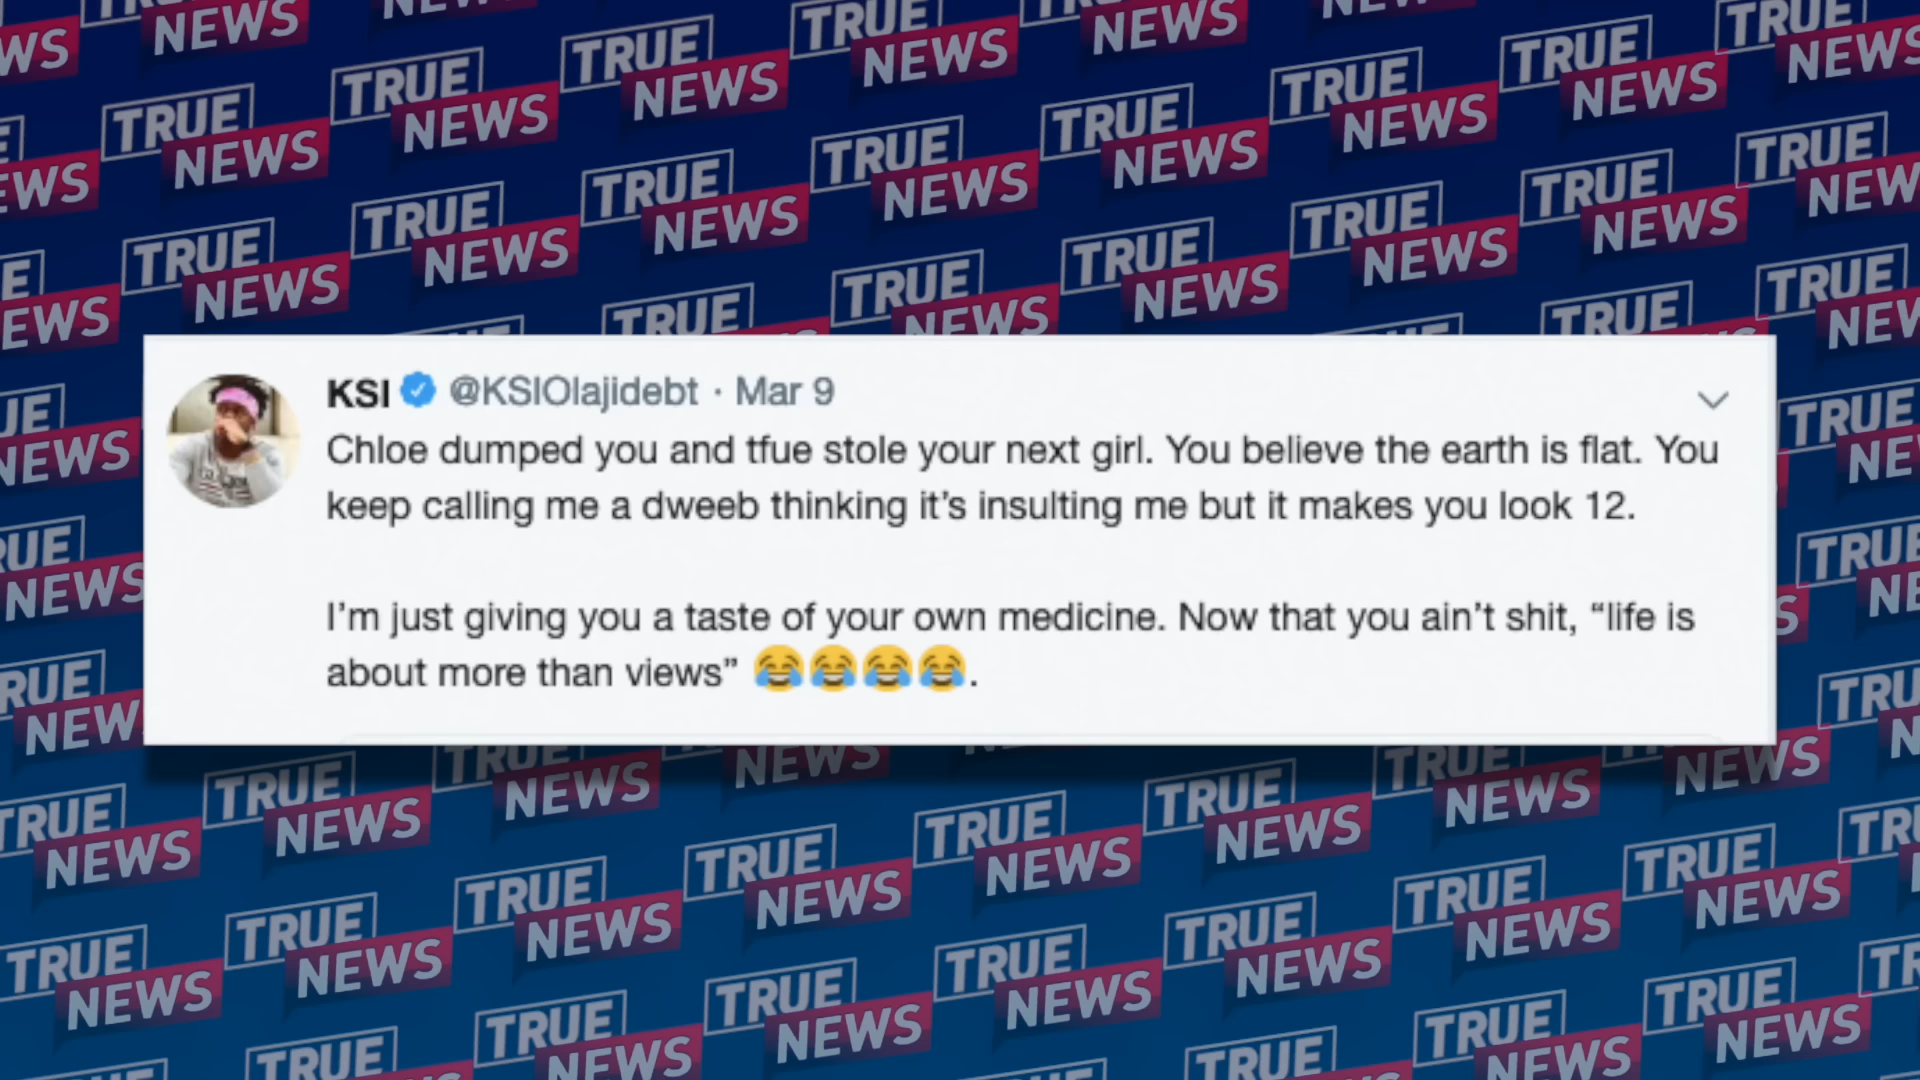 KSI @KSIOlajidebt · Mar 9
Chloe dumped you and tfue stole your next girl. You believe the earth is flat. You
keep calling me a dweeb thinking it’s insulting me but it makes you look 12.
I’m just giving you a taste of your own medicine. Now that you ain’t shit, “life is
about more than views” 😂😂😂😂.
TRUE
NEWS